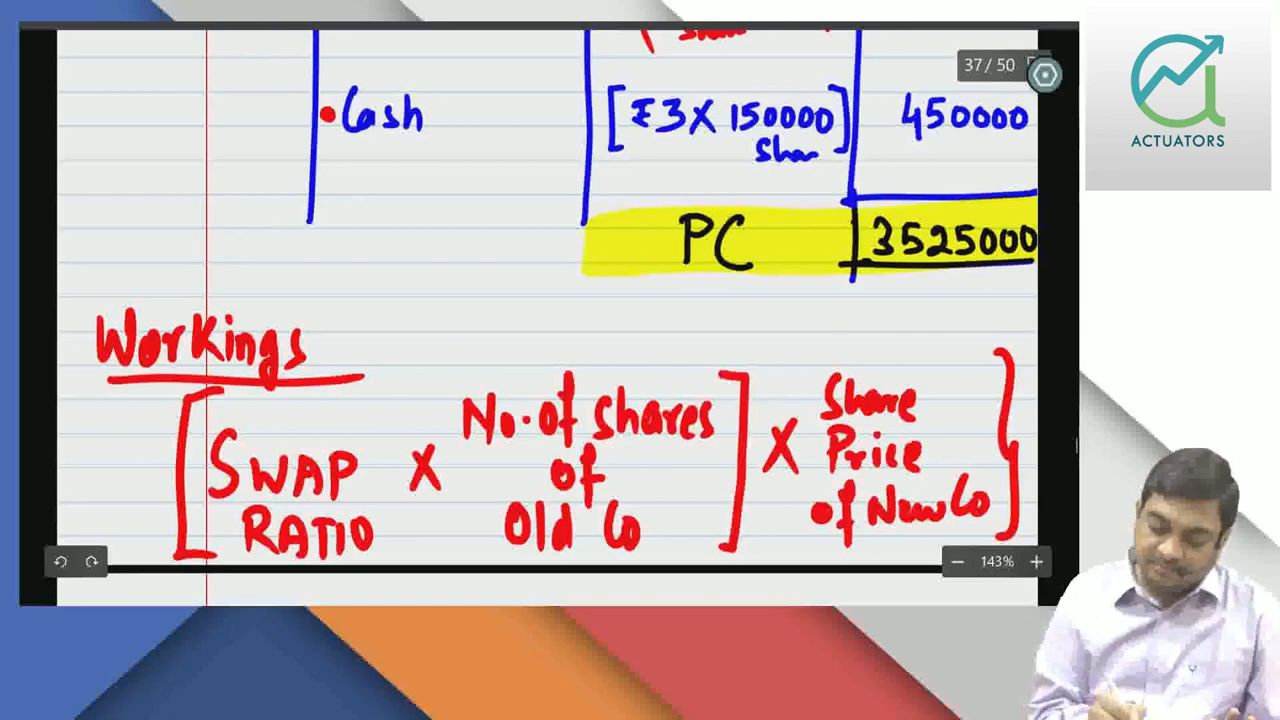 37 / 50
• Cash [₹3 X 150000] 450000
Shar
PC 3525000
ACTUATORS
Workings
[SWAP RATIO X No. of shares of Old Co] X Share Price of New Co}
143%